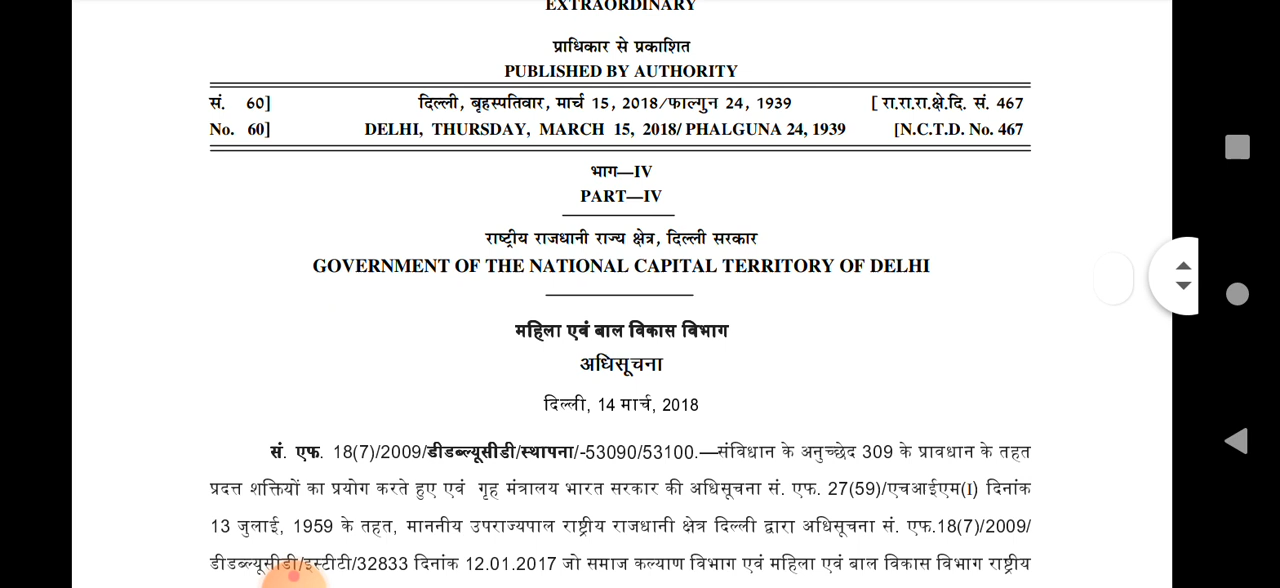 EXTRAORDINARY
प्राधिकार से प्रकाशित
PUBLISHED BY AUTHORITY
सं. 60] दिल्ली, बृहस्पतिवार, मार्च 15, 2018/फाल्गुन 24, 1939 [ रा.रा.रा.क्षे.दि. सं. 467
No. 60] DELHI, THURSDAY, MARCH 15, 2018/ PHALGUNA 24, 1939 [N.C.T.D. No. 467
भाग—IV
PART—IV
राष्ट्रीय राजधानी राज्य क्षेत्र, दिल्ली सरकार
GOVERNMENT OF THE NATIONAL CAPITAL TERRITORY OF DELHI
महिला एवं बाल विकास विभाग
अधिसूचना
दिल्ली, 14 मार्च, 2018
सं. एफ. 18(7)/2009/डीडब्ल्यूसीडी/स्थापना/-53090/53100.—संविधान के अनुच्छेद 309 के प्रावधान के तहत
प्रदत्त शक्तियों का प्रयोग करते हुए एवं गृह मंत्रालय भारत सरकार की अधिसूचना सं. एफ. 27(59)/एचआईएम(I) दिनांक
13 जुलाई, 1959 के तहत, माननीय उपराज्यपाल राष्ट्रीय राजधानी क्षेत्र दिल्ली द्वारा अधिसूचना सं. एफ.18(7)/2009/
डीडब्ल्यूसीडी/इस्टीटी/32833 दिनांक 12.01.2017 जो समाज कल्याण विभाग एवं महिला एवं बाल विकास विभाग राष्ट्रीय